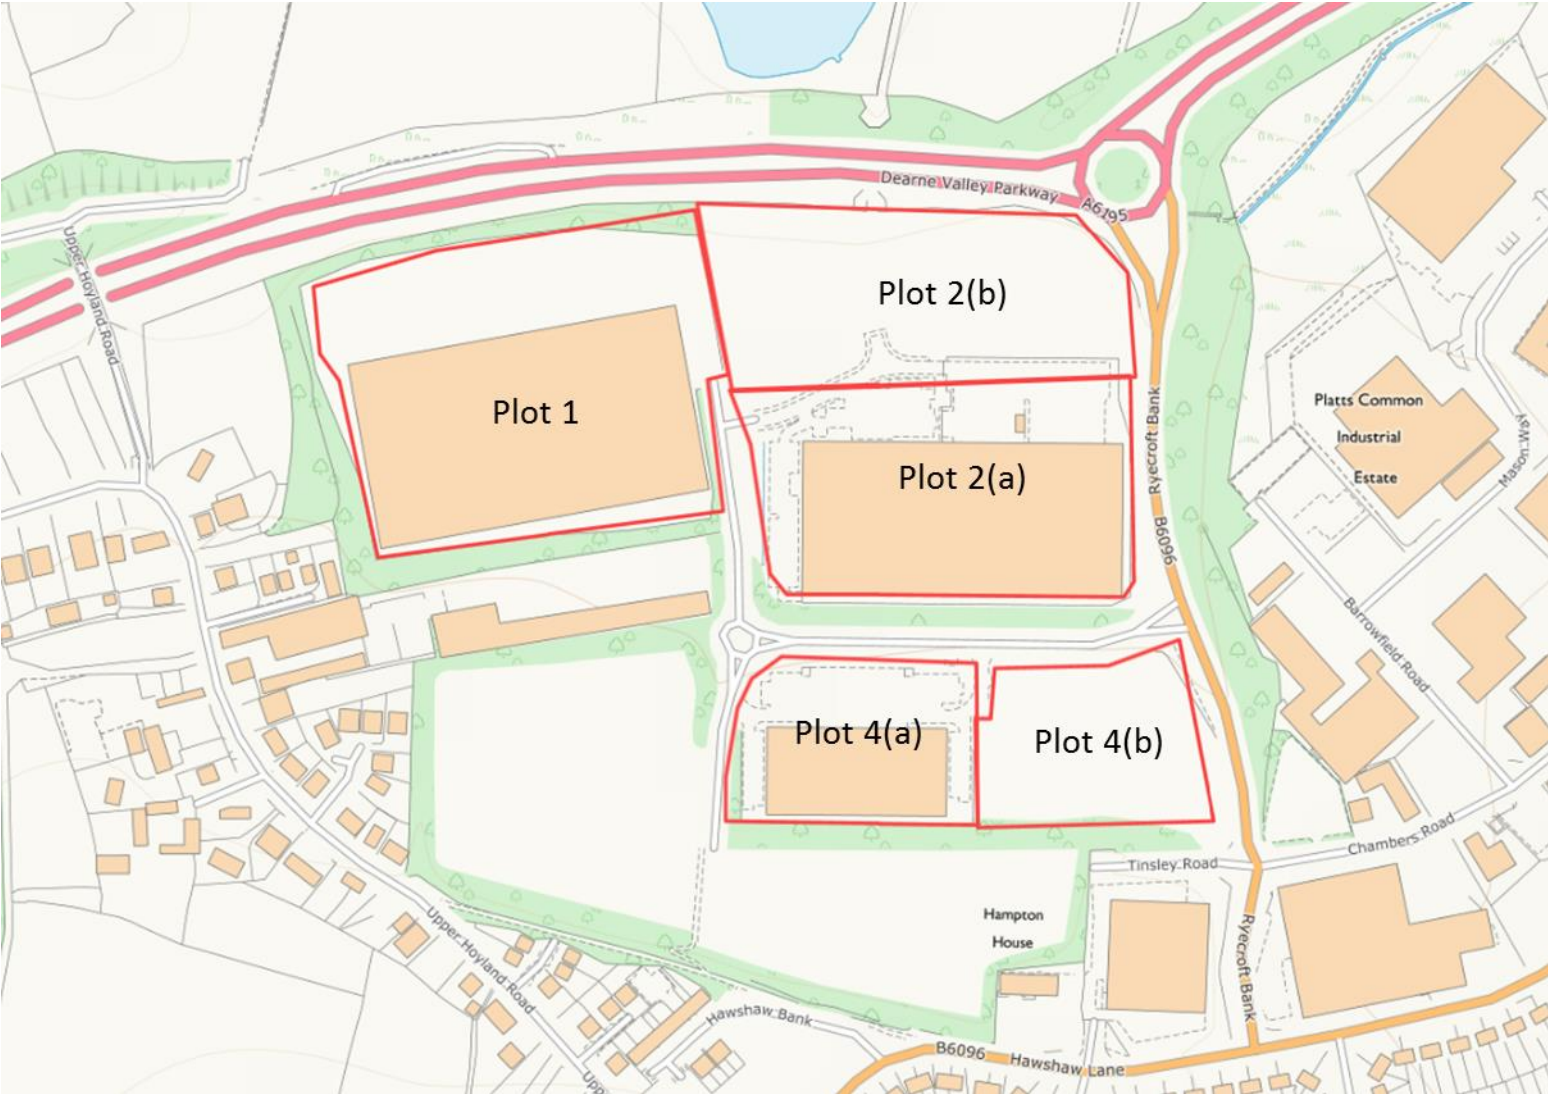 Dearne Valley Parkway
A6195
Upper Hoyland Road
Plot 2(b)
Plot 1
Plot 2(a)
Ryecroft Bank
B6096
Platts Common
Industrial
Estate
Mason Way
Barrowfield Road
Plot 4(a)
Plot 4(b)
Chambers Road
Tinsley Road
Hampton
House
Ryecroft Bank
Upper Hoyland Road
Hawshaw Bank
B6096 Hawshaw Lane
Upp